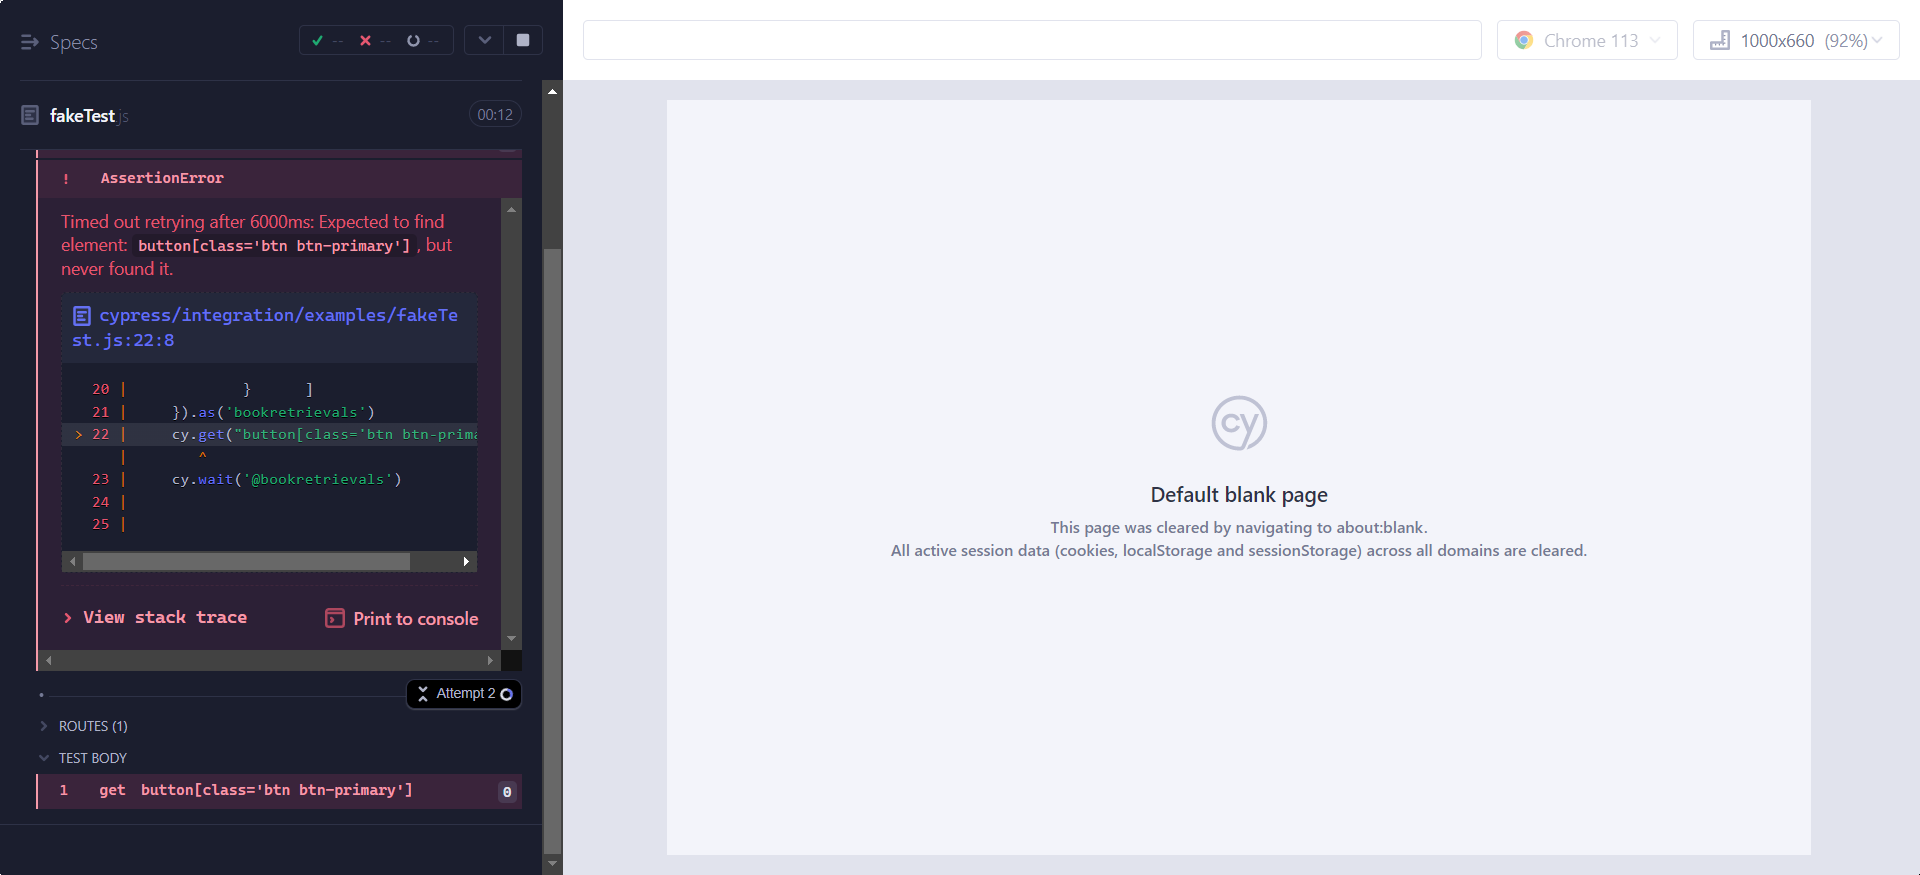 Specs
-- -- --
fakeTest.js
00:12
! AssertionError
Timed out retrying after 6000ms: Expected to find
element: button[class='btn btn-primary'], but
never found it.
cypress/integration/examples/fakeTe
st.js:22:8
20 | } ]
21 | }).as('bookretrievals')
> 22 | cy.get("button[class='btn btn-prima
| ^
23 | cy.wait('@bookretrievals')
24 |
25 |
> View stack trace
Print to console
Attempt 2
ROUTES (1)
TEST BODY
1 get button[class='btn btn-primary'] 0
Chrome 113
1000x660 (92%)
cy
Default blank page
This page was cleared by navigating to about:blank.
All active session data (cookies, localStorage and sessionStorage) across all domains are cleared.